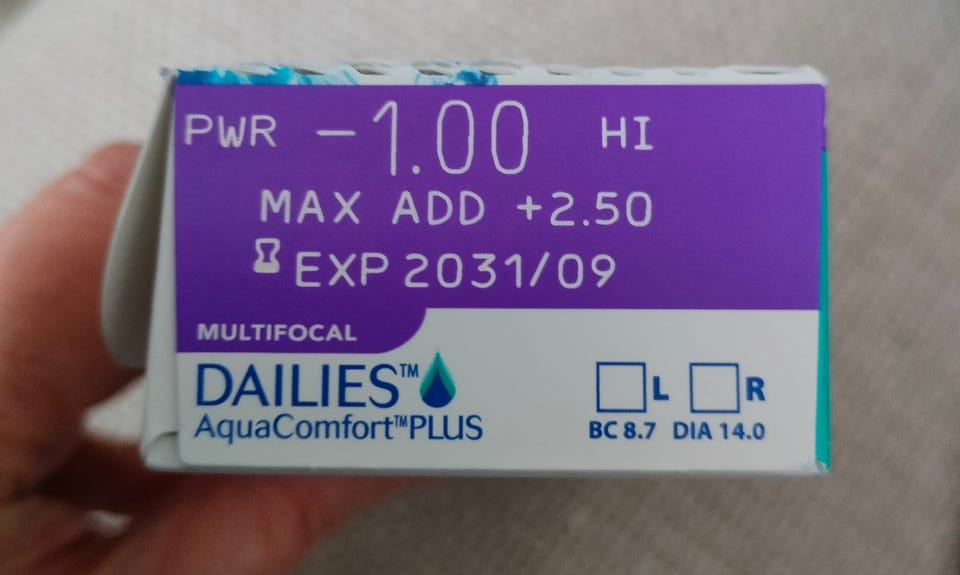 PWR -1.00 HI
MAX ADD +2.50
EXP 2031/09
MULTIFOCAL
DAILIES™
AquaComfort™PLUS
L R
BC 8.7 DIA 14.0